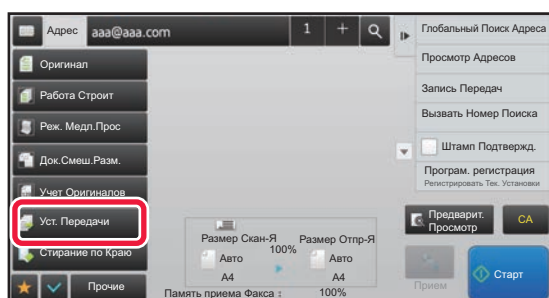 Адрес aaa@aaa.com 1 +
Оригинал
Работа Строит
Реж. Медл.Прос
Док.Смеш.Разм.
Учет Оригиналов
Уст. Передачи
Стирание по Краю
Прочие
Размер Скан-Я Размер Отпр-Я
100%
Авто Авто
A4 A4
Память приема Факса : 100%
Глобальный Поиск Адреса
Просмотр Адресов
Запись Передач
Вызвать Номер Поиска
Штамп Подтвержд.
Програм. регистрация
Регистрировать Тек. Установки
Предварит.
Просмотр
CA
Прием
Старт